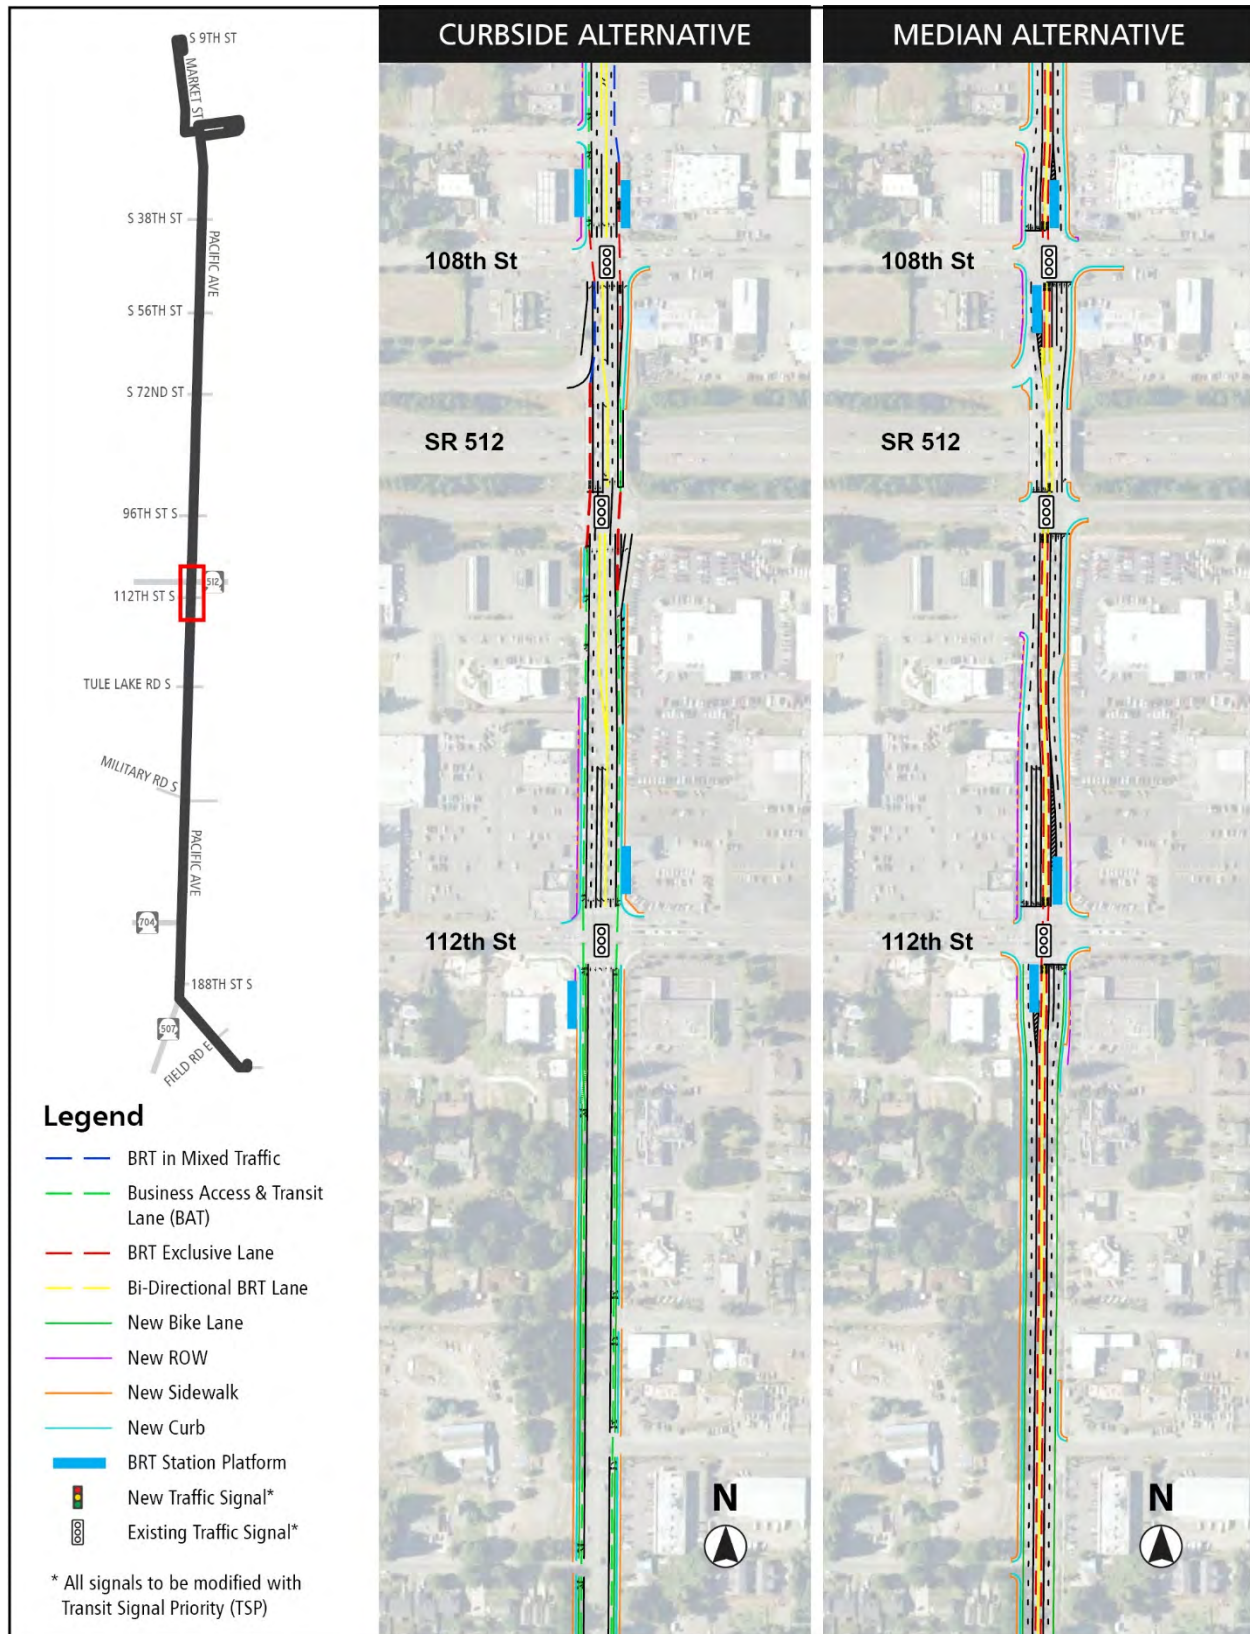 S 9TH ST
MARKET ST
S 38TH ST
PACIFIC AVE
S 56TH ST
S 72ND ST
96TH ST S
512
112TH ST S
TULE LAKE RD S
MILITARY RD S
PACIFIC AVE
704
188TH ST S
507
FIELD RD E
Legend
BRT in Mixed Traffic
Business Access & Transit
Lane (BAT)
BRT Exclusive Lane
Bi-Directional BRT Lane
New Bike Lane
New ROW
New Sidewalk
New Curb
BRT Station Platform
New Traffic Signal*
Existing Traffic Signal*
* All signals to be modified with
Transit Signal Priority (TSP)
CURBSIDE ALTERNATIVE
108th St
SR 512
112th St
N
MEDIAN ALTERNATIVE
108th St
SR 512
112th St
N